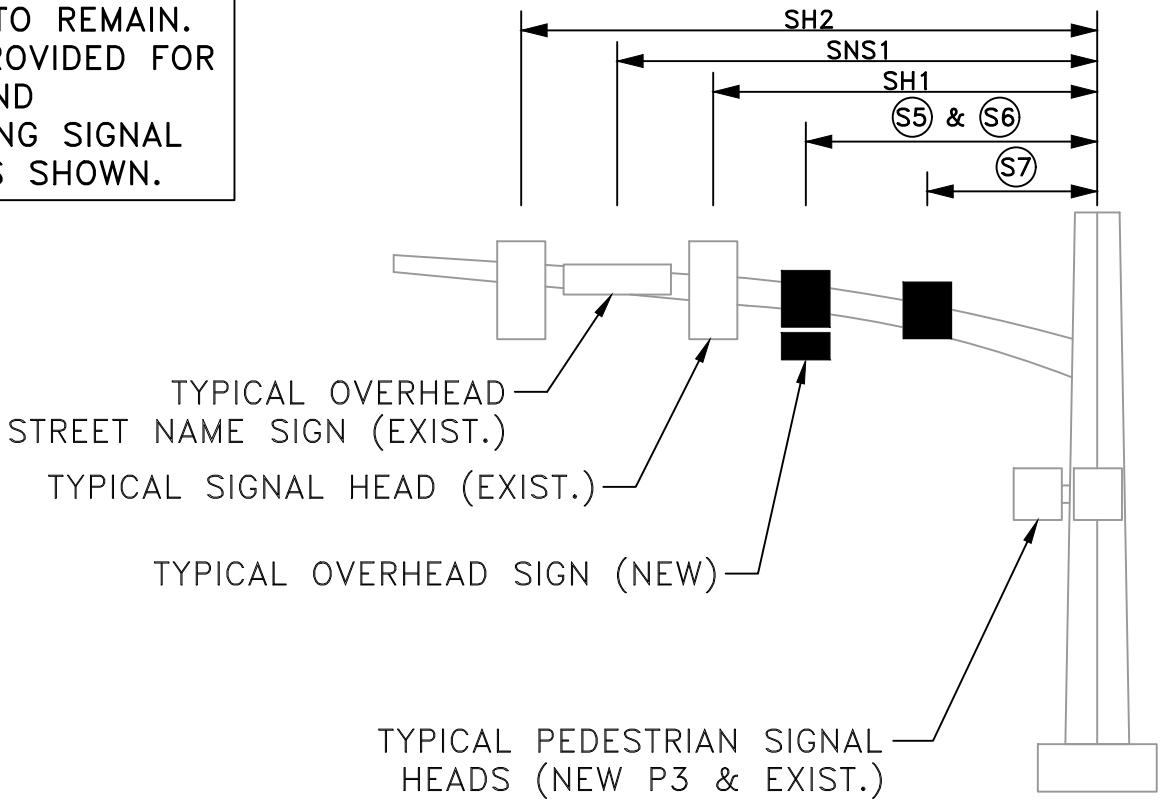 TO REMAIN.
ROVIDED FOR
ND
NG SIGNAL
S SHOWN.
SH2
SNS1
SH1
S5 & S6
S7
TYPICAL OVERHEAD
STREET NAME SIGN (EXIST.)
TYPICAL SIGNAL HEAD (EXIST.)
TYPICAL OVERHEAD SIGN (NEW)
TYPICAL PEDESTRIAN SIGNAL
HEADS (NEW P3 & EXIST.)